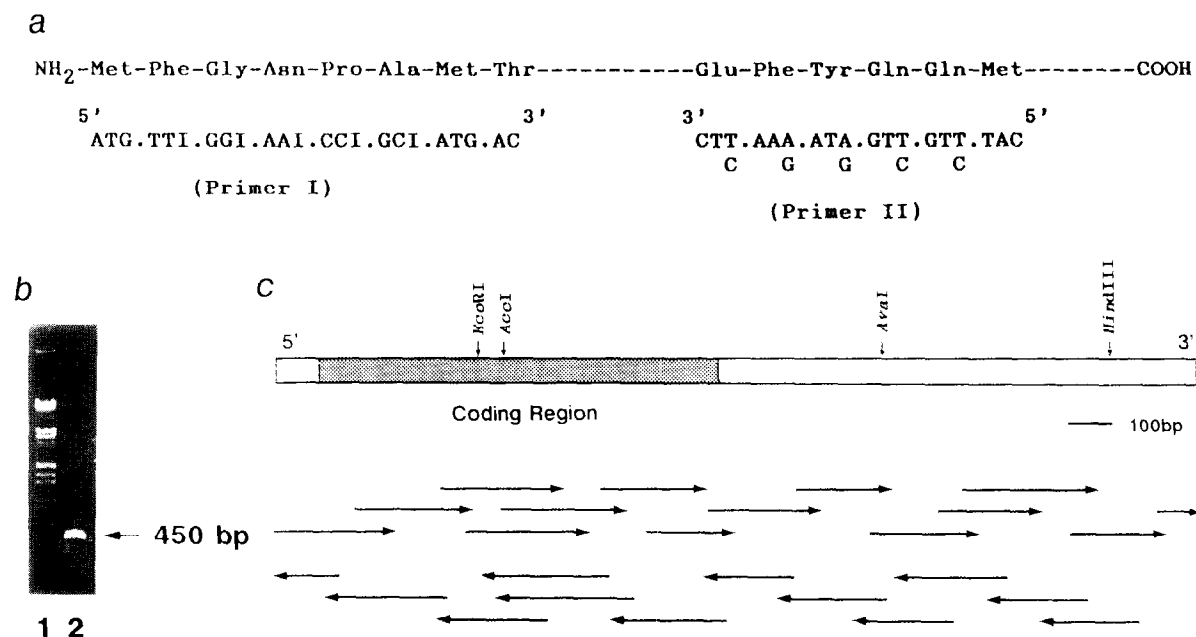 a
NH2-Met-Phe-Gly-Asn-Pro-Ala-Met-Thr------------Glu-Phe-Tyr-Gln-Gln-Met--------COOH
5' 3' 3' 5'
ATG.TTI.GGI.AAI.CCI.GCI.ATG.AC CTT.AAA.ATA.GTT.GTT.TAC
C G G C C
(Primer I)
(Primer II)
b
c
EcoRI
AccI
AvaI
HindIII
5' 3'
Coding Region
100bp
450 bp
1 2